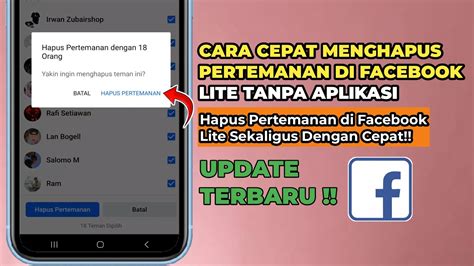 Irwan Zubairshop
Hapus Pertemanan dengan 18
Orang
Yakin ingin menghapus teman ini?
BATAL HAPUS PERTEMANAN
Rafi Setiawan
Lan Bogell
Salomo M
Ram
Hapus Pertemanan Batal
18 Teman Dipilih
CARA CEPAT MENGHAPUS
PERTEMANAN DI FACEBOOK
LITE TANPA APLIKASI
Hapus Pertemanan di Facebook
Lite Sekaligus Dengan Cepat!!
UPDATE
TERBARU !!
f